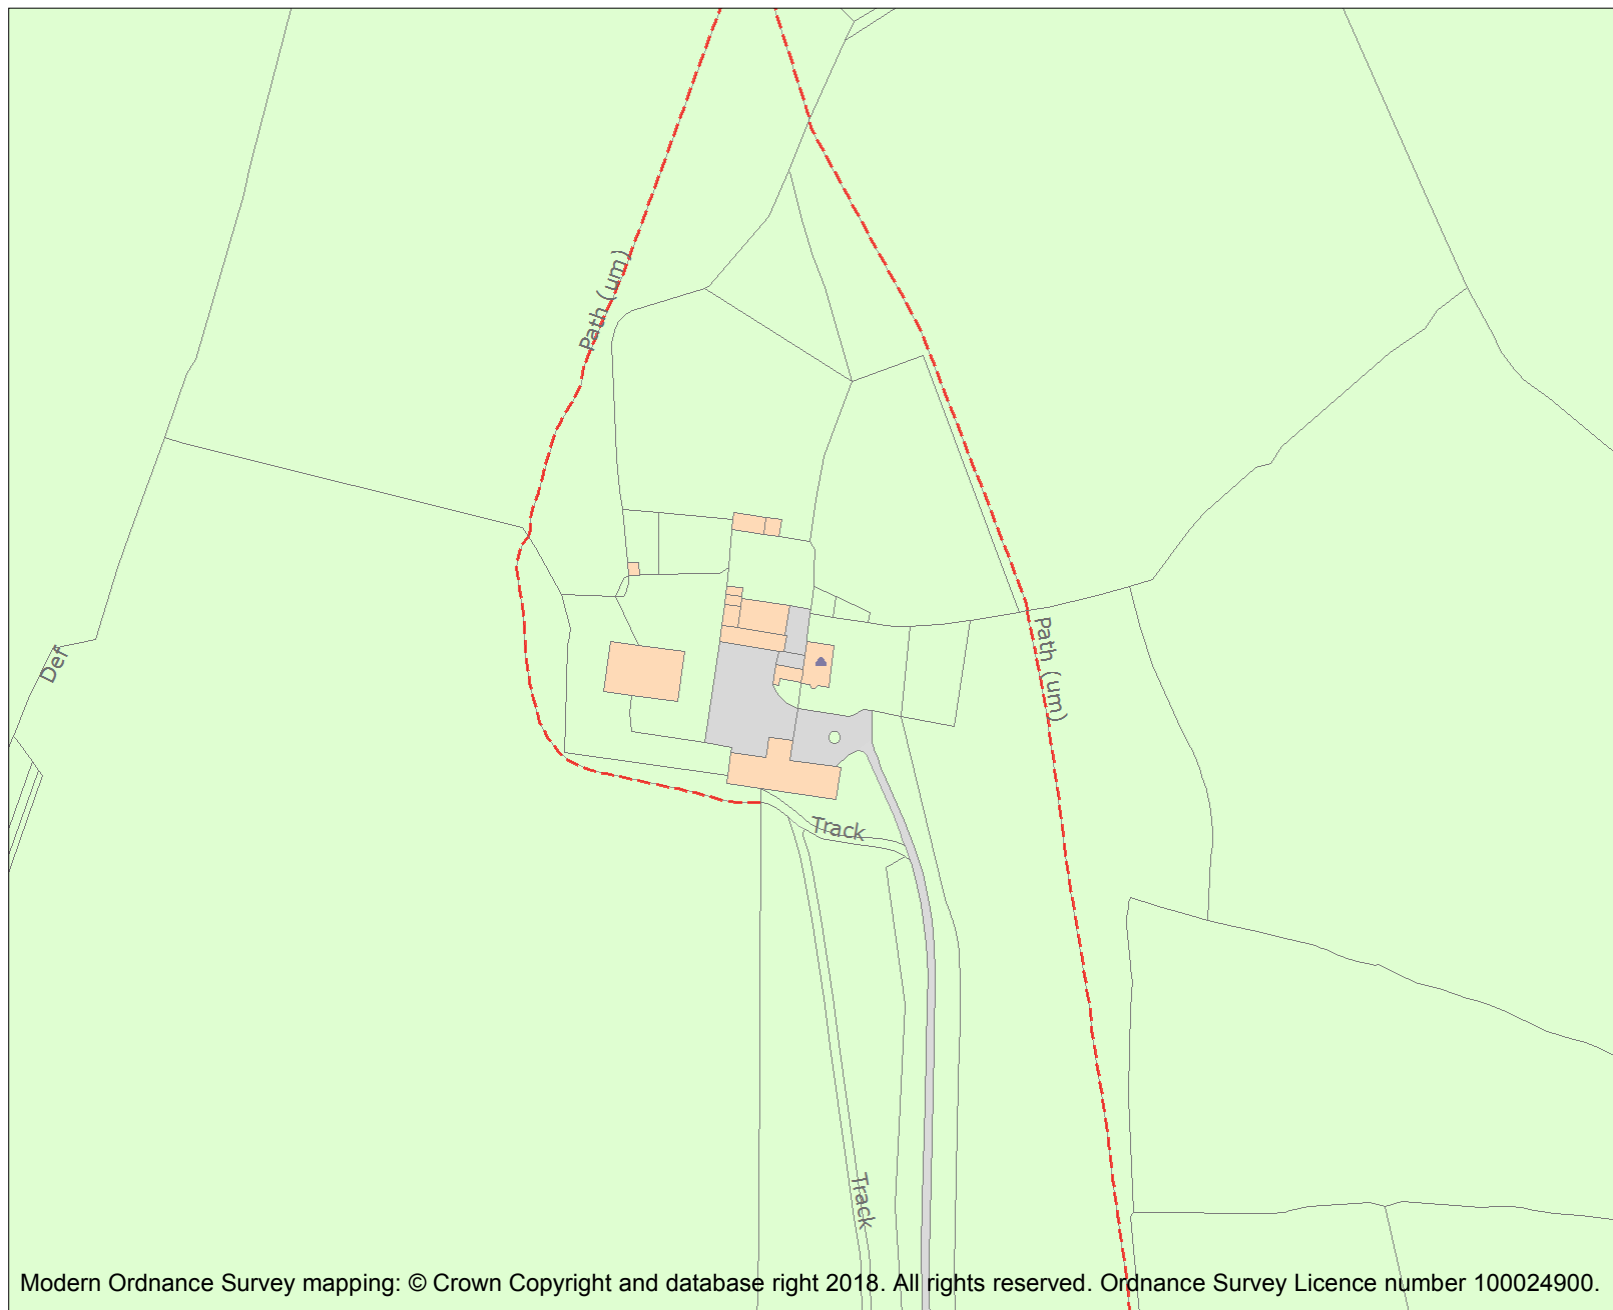 Path (um)
Path (um)
Def
Track
Track
Modern Ordnance Survey mapping: © Crown Copyright and database right 2018. All rights reserved. Ordnance Survey Licence number 100024900.